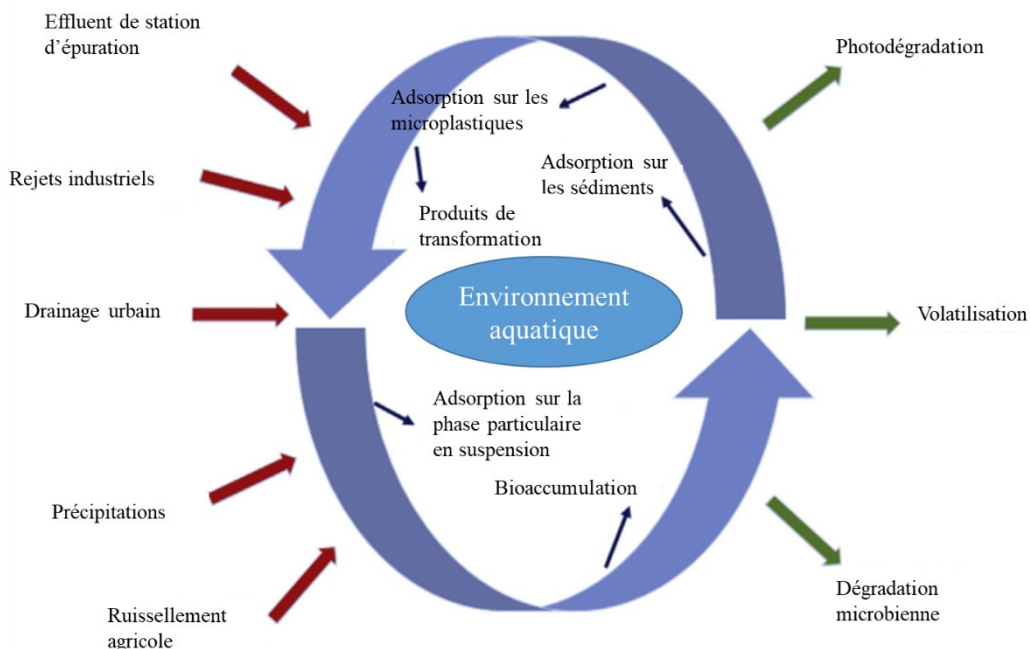 Effluent de station
d’épuration
Photodégradation
Adsorption sur les
microplastiques
Adsorption sur
les sédiments
Rejets industriels
Produits de
transformation
Environnement
aquatique
Drainage urbain
Volatilisation
Adsorption sur la
phase particulaire
en suspension
Bioaccumulation
Précipitations
Dégradation
microbienne
Ruissellement
agricole